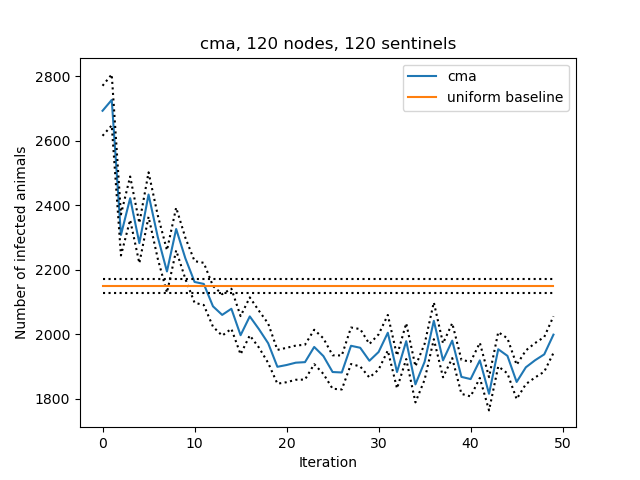 cma, 120 nodes, 120 sentinels
cma
uniform baseline
Number of infected animals
2800
2600
2400
2200
2000
1800
0
10
20
30
40
50
Iteration